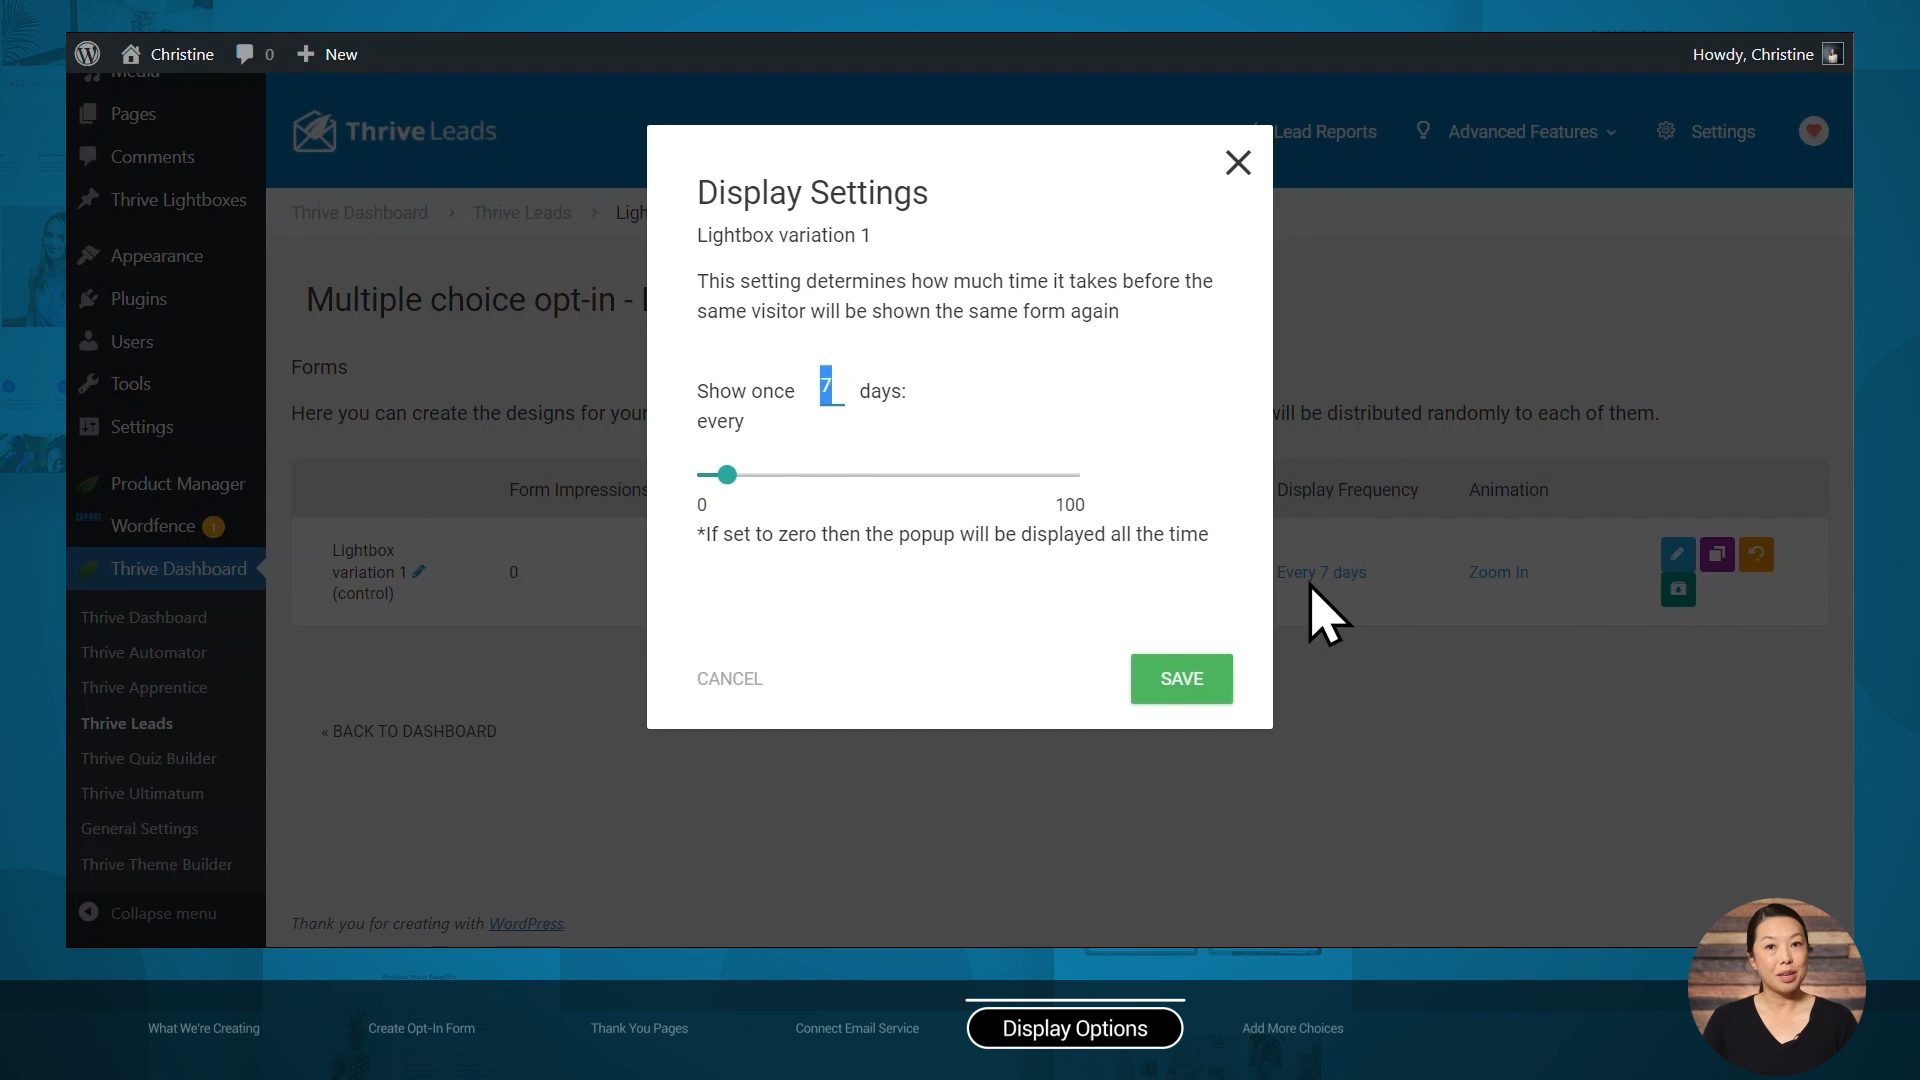 Christine
0
New
Howdy, Christine
Media
Pages
Comments
Thrive Lightboxes
Appearance
Plugins
Users
Tools
Settings
Product Manager
Wordfence 1
Thrive Dashboard
Thrive Dashboard
Thrive Automator
Thrive Apprentice
Thrive Leads
Thrive Quiz Builder
Thrive Ultimatum
General Settings
Thrive Theme Builder
Collapse menu
Thrive Leads
Lead Reports
Advanced Features
Settings
Thrive Dashboard > Thrive Leads > Ligh
Multiple choice opt-in -
Forms
Here you can create the designs for your
will be distributed randomly to each of them.
Form Impressions
Display Frequency
Animation
Lightbox
variation 1
(control)
0
Every 7 days
Zoom In
« BACK TO DASHBOARD
Thank you for creating with WordPress.
Display Settings
Lightbox variation 1
This setting determines how much time it takes before the
same visitor will be shown the same form again
Show once 7 days:
every
0
100
*If set to zero then the popup will be displayed all the time
CANCEL
SAVE
What We're Creating
Create Opt-In Form
Thank You Pages
Connect Email Service
Display Options
Add More Choices